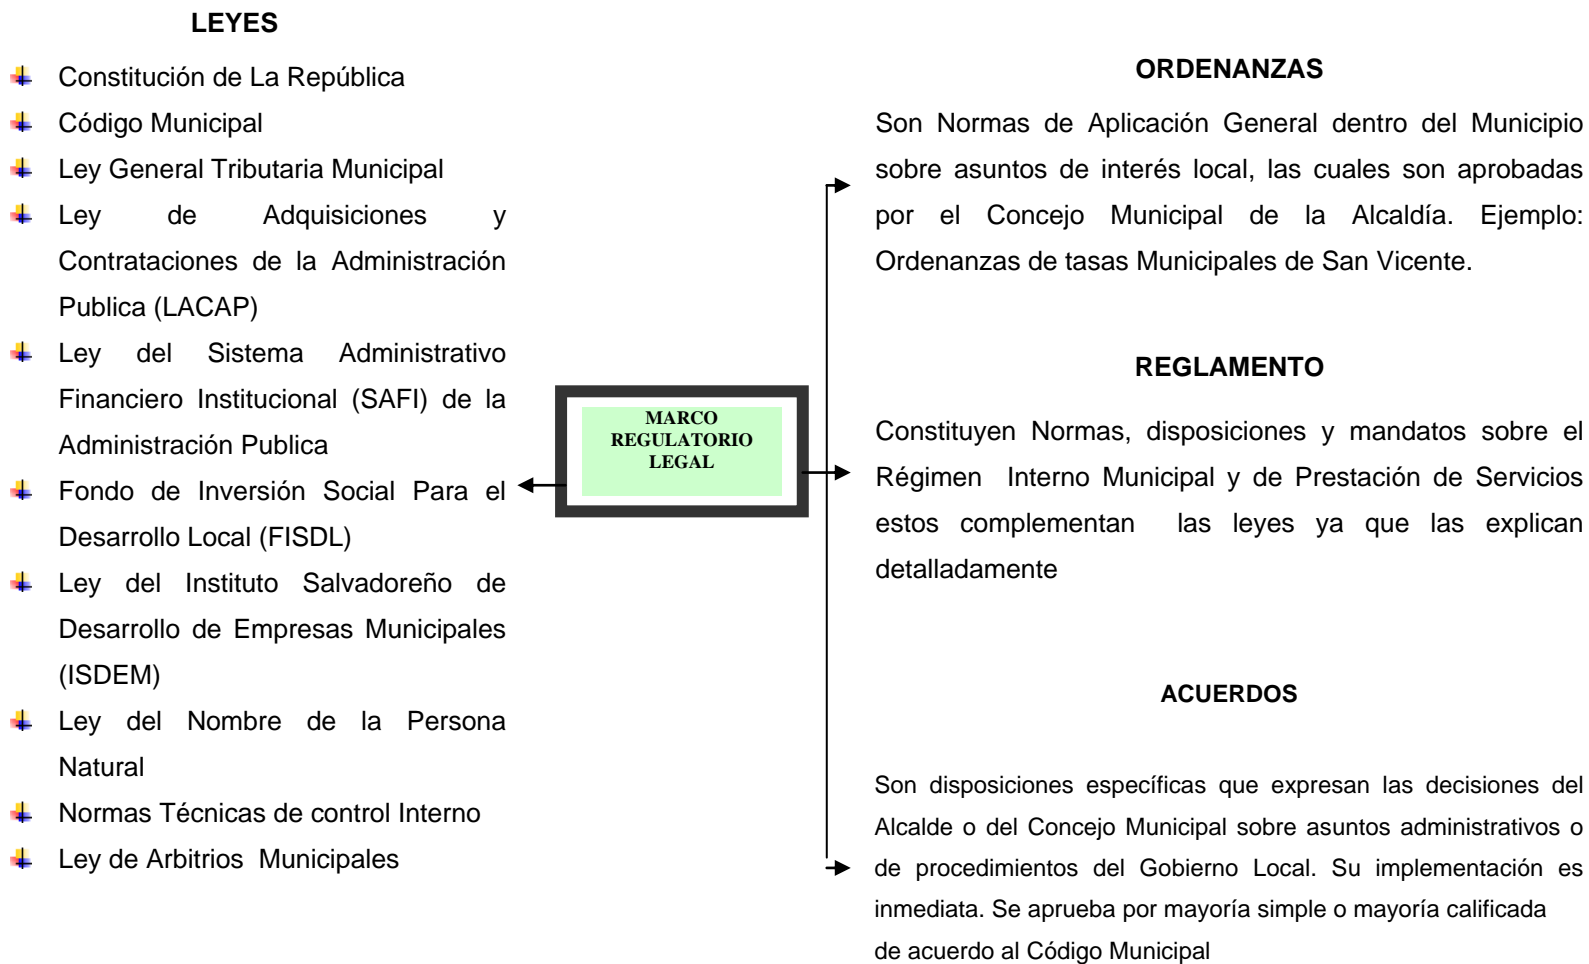 LEYES
Constitución de La República
Código Municipal
Ley General Tributaria Municipal
Ley de Adquisiciones y
Contrataciones de la Administración
Publica (LACAP)
Ley del Sistema Administrativo
Financiero Institucional (SAFI) de la
Administración Publica
Fondo de Inversión Social Para el
Desarrollo Local (FISDL)
Ley del Instituto Salvadoreño de
Desarrollo de Empresas Municipales
(ISDEM)
Ley del Nombre de la Persona
Natural
Normas Técnicas de control Interno
Ley de Arbitrios Municipales
MARCO
REGULATORIO
LEGAL
ORDENANZAS
Son Normas de Aplicación General dentro del Municipio
sobre asuntos de interés local, las cuales son aprobadas
por el Concejo Municipal de la Alcaldía. Ejemplo:
Ordenanzas de tasas Municipales de San Vicente.
REGLAMENTO
Constituyen Normas, disposiciones y mandatos sobre el
Régimen Interno Municipal y de Prestación de Servicios
estos complementan las leyes ya que las explican
detalladamente
ACUERDOS
Son disposiciones específicas que expresan las decisiones del
Alcalde o del Concejo Municipal sobre asuntos administrativos o
de procedimientos del Gobierno Local. Su implementación es
inmediata. Se aprueba por mayoría simple o mayoría calificada
de acuerdo al Código Municipal